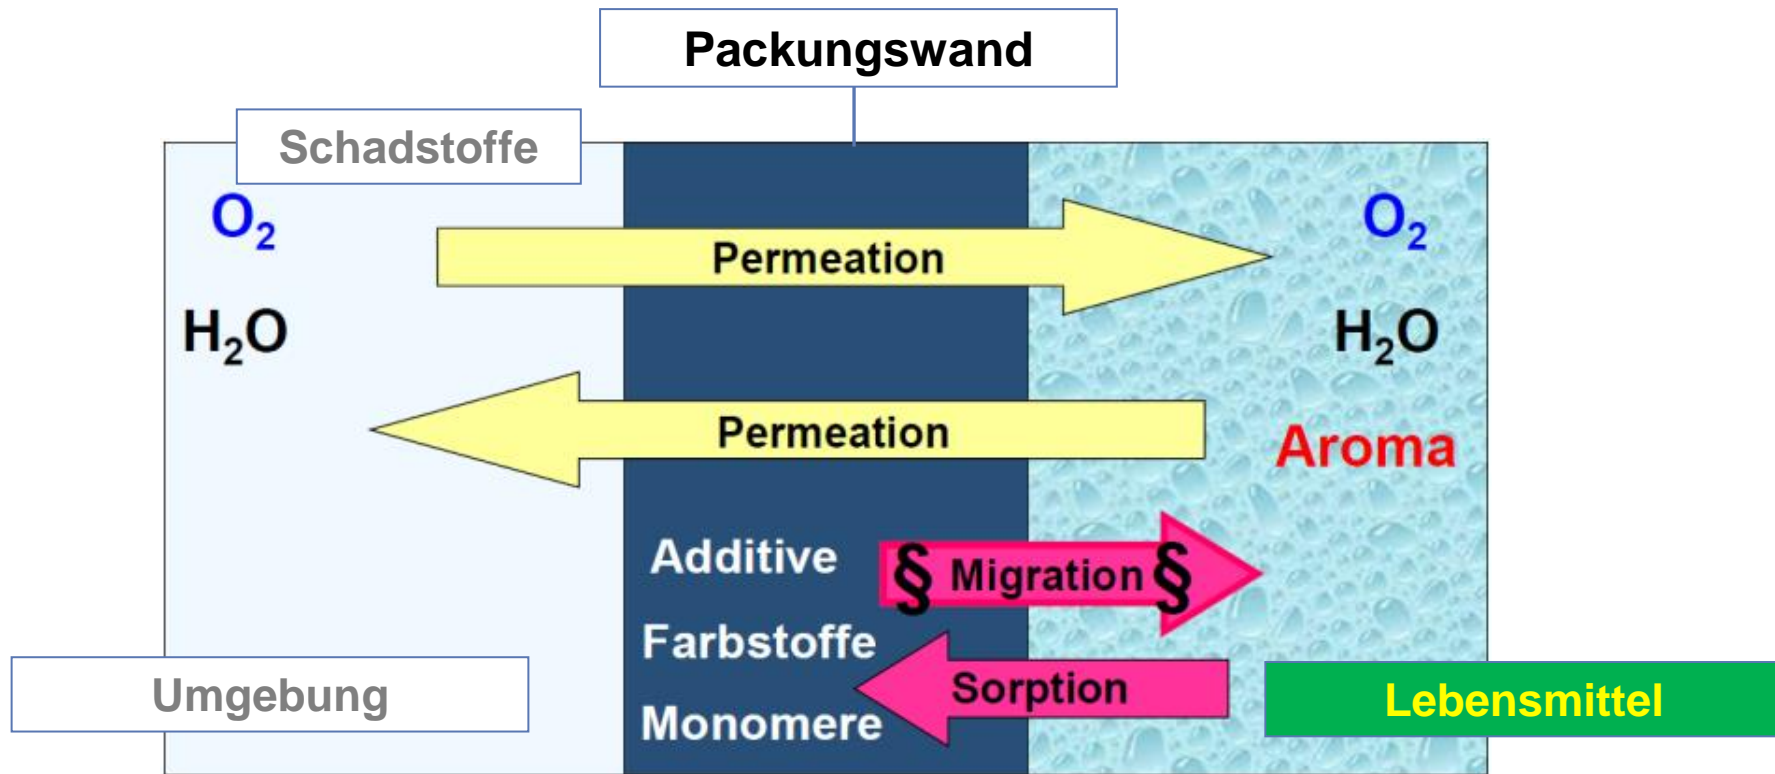 Packungswand
Schadstoffe
O₂
Permeation
O₂
H₂O
H₂O
Permeation
Aroma
Additive
§ Migration §
Farbstoffe
Umgebung
Sorption
Lebensmittel
Monomere